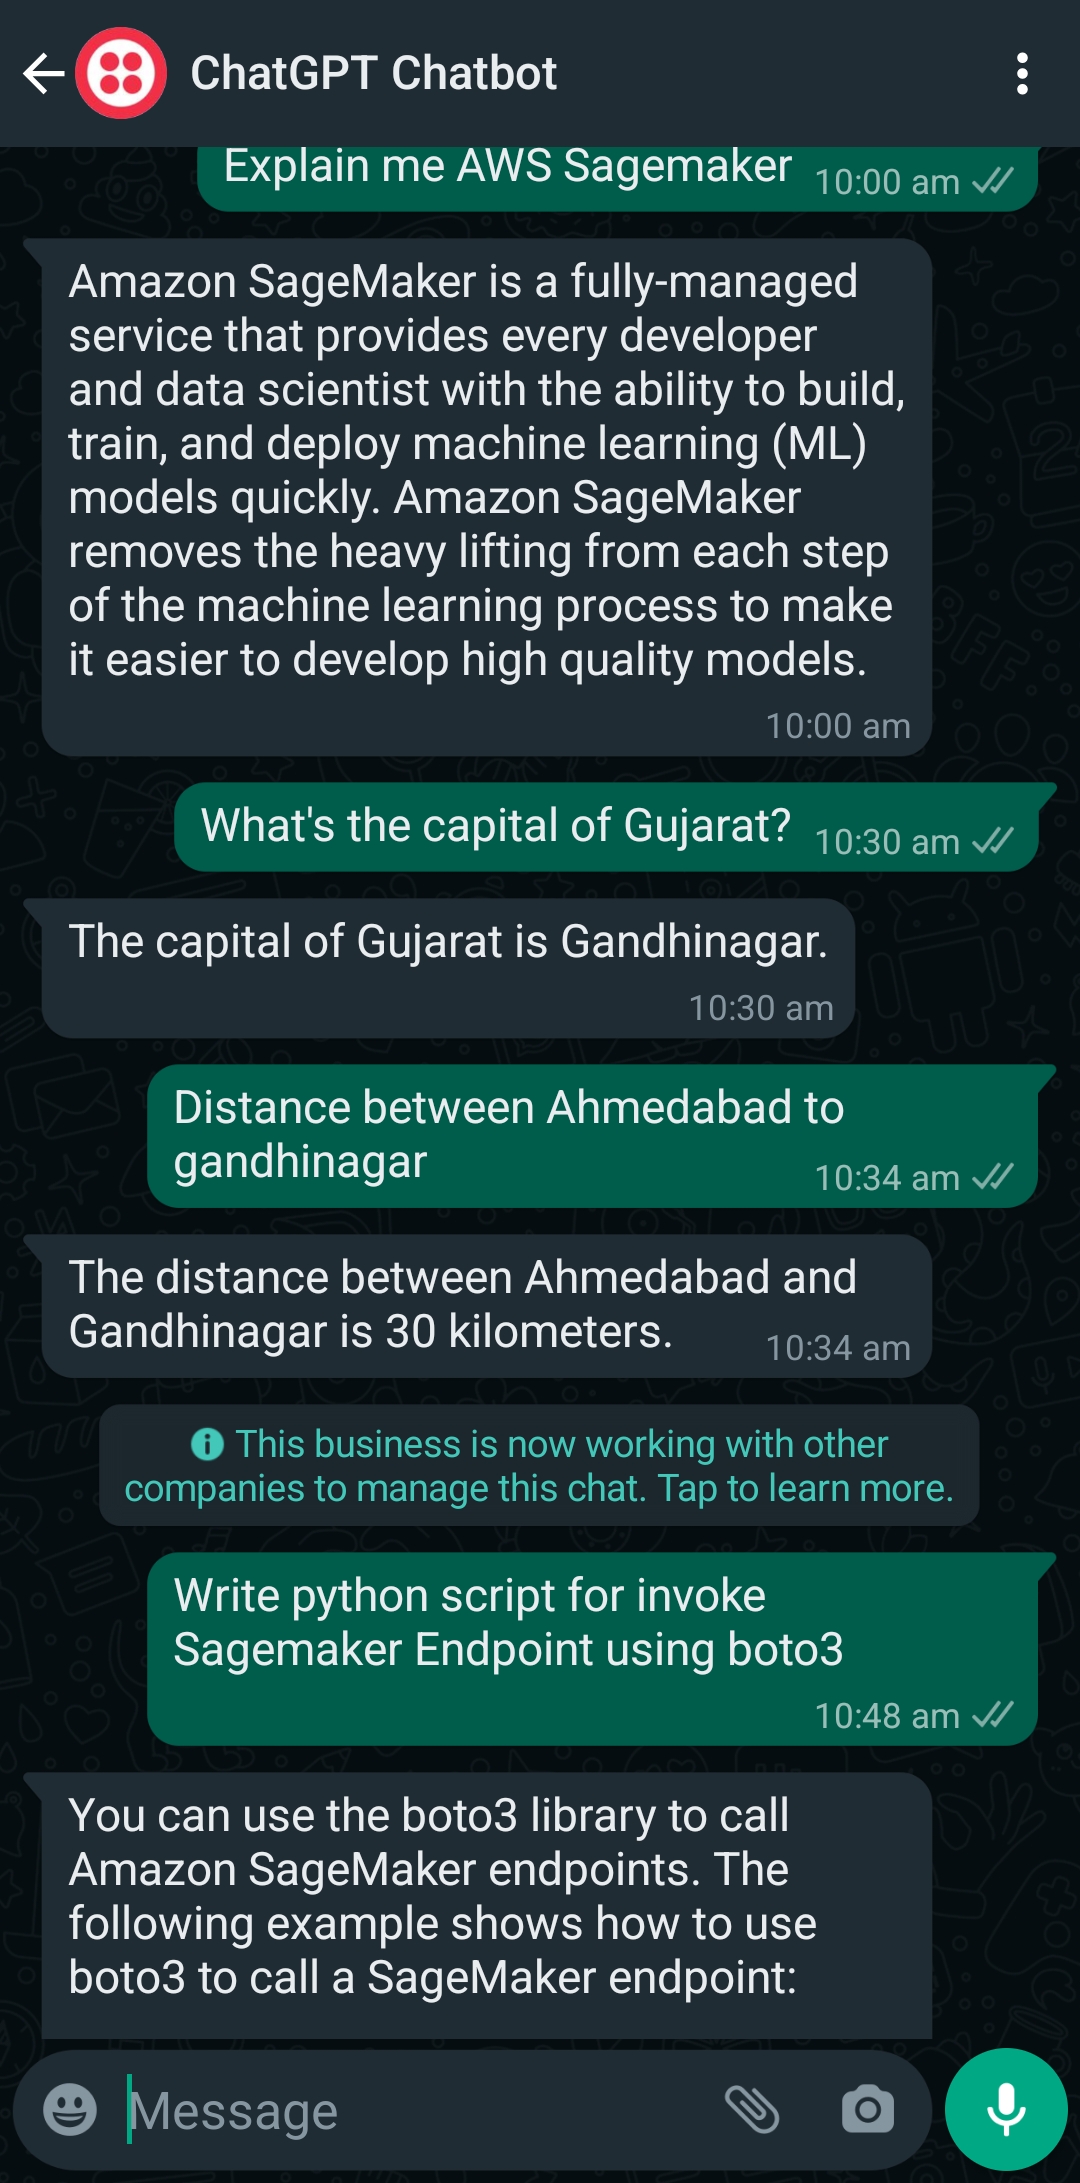 ChatGPT Chatbot
Explain me AWS Sagemaker 10:00 am
Amazon SageMaker is a fully-managed
service that provides every developer
and data scientist with the ability to build,
train, and deploy machine learning (ML)
models quickly. Amazon SageMaker
removes the heavy lifting from each step
of the machine learning process to make
it easier to develop high quality models.
10:00 am
What's the capital of Gujarat? 10:30 am
The capital of Gujarat is Gandhinagar.
10:30 am
Distance between Ahmedabad to
gandhinagar 10:34 am
The distance between Ahmedabad and
Gandhinagar is 30 kilometers. 10:34 am
This business is now working with other
companies to manage this chat. Tap to learn more.
Write python script for invoke
Sagemaker Endpoint using boto3
10:48 am
You can use the boto3 library to call
Amazon SageMaker endpoints. The
following example shows how to use
boto3 to call a SageMaker endpoint:
Message